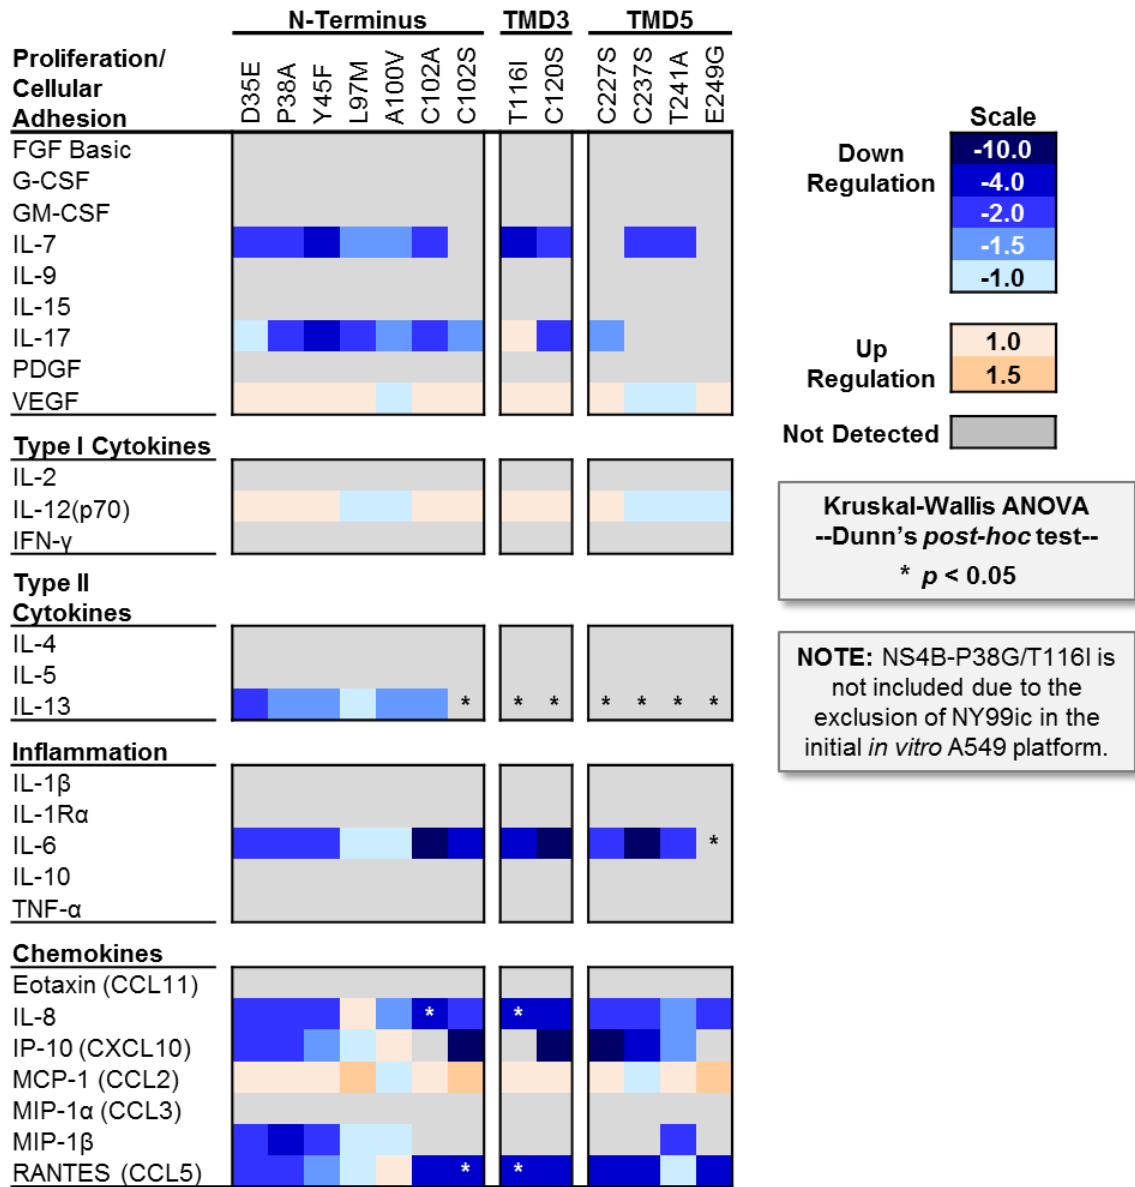 N-Terminus TMD3 TMD5
Proliferation/
Cellular
Adhesion
D35E P38A Y45F L97M A100V C102A C102S T116I C120S C227S C237S T241A E249G
FGF Basic
G-CSF
GM-CSF
IL-7
IL-9
IL-15
IL-17
PDGF
VEGF
Type I Cytokines
IL-2
IL-12(p70)
IFN-γ
Type II
Cytokines
IL-4
IL-5
IL-13 * * * * * * *
Inflammation
IL-1β
IL-1Rα
IL-6 *
IL-10
TNF-α
Chemokines
Eotaxin (CCL11)
IL-8 * *
IP-10 (CXCL10)
MCP-1 (CCL2)
MIP-1α (CCL3)
MIP-1β
RANTES (CCL5) * *
Scale
Down
Regulation
-10.0
-4.0
-2.0
-1.5
-1.0
Up
Regulation
1.0
1.5
Not Detected
Kruskal-Wallis ANOVA
--Dunn's post-hoc test--
* p < 0.05
NOTE: NS4B-P38G/T116I is
not included due to the
exclusion of NY99ic in the
initial in vitro A549 platform.